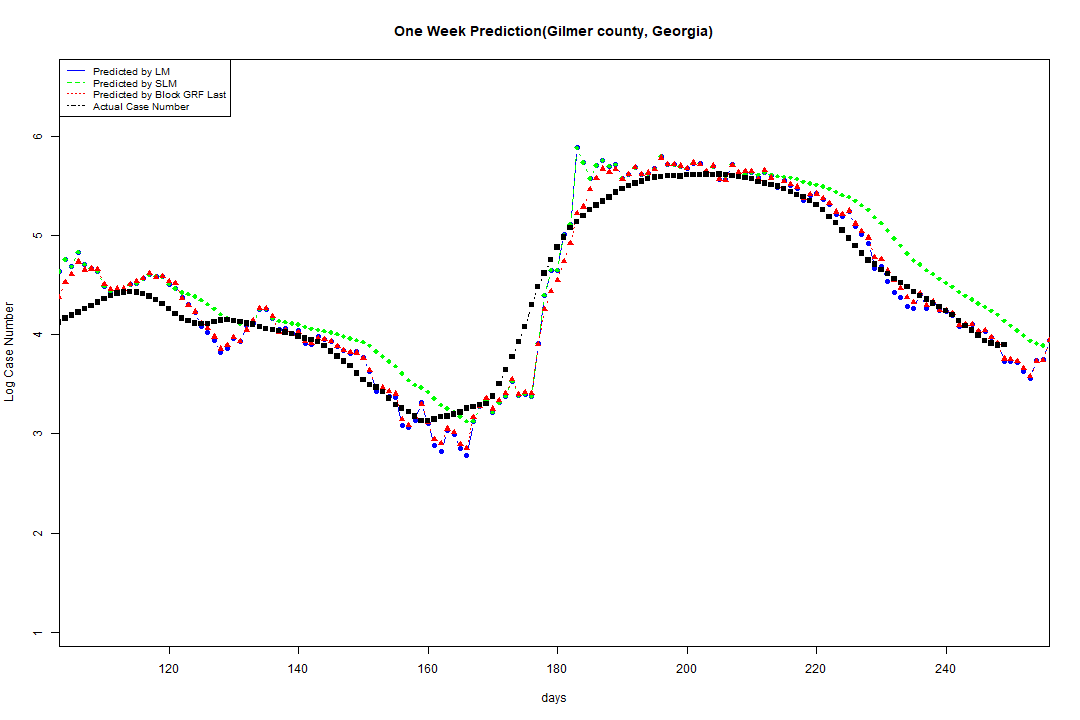 One Week Prediction(Gilmer county, Georgia)
Predicted by LM
Predicted by SLM
Predicted by Block GRF Last
Actual Case Number
6
5
4
3
2
1
Log Case Number
120 140 160 180 200 220 240
days